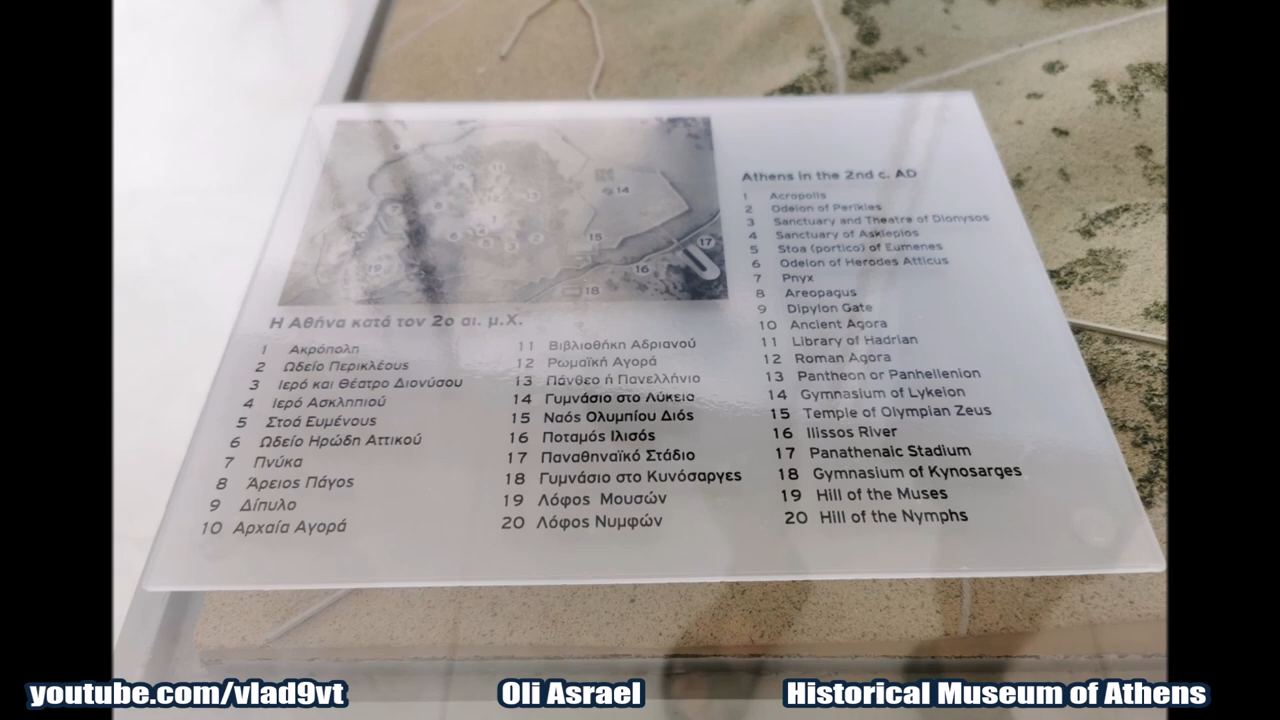 Η Αθήνα κατά τον 2ο αι. μ.Χ.
1 Ακρόπολη
2 Ωδείο Περικλέους
3 Ιερό και Θέατρο Διονύσου
4 Ιερό Ασκληπιού
5 Στοά Ευμένους
6 Ωδείο Ηρώδη Αττικού
7 Πνύκα
8 Άρειος Πάγος
9 Δίπυλο
10 Αρχαία Αγορά
11 Βιβλιοθήκη Αδριανού
12 Ρωμαϊκή Αγορά
13 Πάνθεο ή Πανελλήνιο
14 Γυμνάσιο στο Λύκειο
15 Ναός Ολυμπίου Διός
16 Ποταμός Ιλισός
17 Παναθηναϊκό Στάδιο
18 Γυμνάσιο στο Κυνόσαργες
19 Λόφος Μουσών
20 Λόφος Νυμφών
Athens in the 2nd c. AD
1 Acropolis
2 Odeion of Perikles
3 Sanctuary and Theatre of Dionysos
4 Sanctuary of Asklepios
5 Stoa (portico) of Eumenes
6 Odeion of Herodes Atticus
7 Pnyx
8 Areopagus
9 Dipylon Gate
10 Ancient Agora
11 Library of Hadrian
12 Roman Agora
13 Pantheon or Panhellenion
14 Gymnasium of Lykeion
15 Temple of Olympian Zeus
16 Ilissos River
17 Panathenaic Stadium
18 Gymnasium of Kynosarges
19 Hill of the Muses
20 Hill of the Nymphs
14
15
16
17
18
19
youtube.com/vlad9vt
Oli Asrael
Historical Museum of Athens